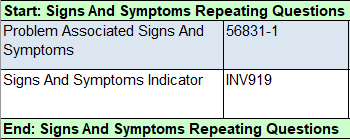 Start: Signs And Symptoms Repeating Questions
Problem Associated Signs And 56831-1
Symptoms
Signs And Symptoms Indicator INV919
End: Signs And Symptoms Repeating Questions